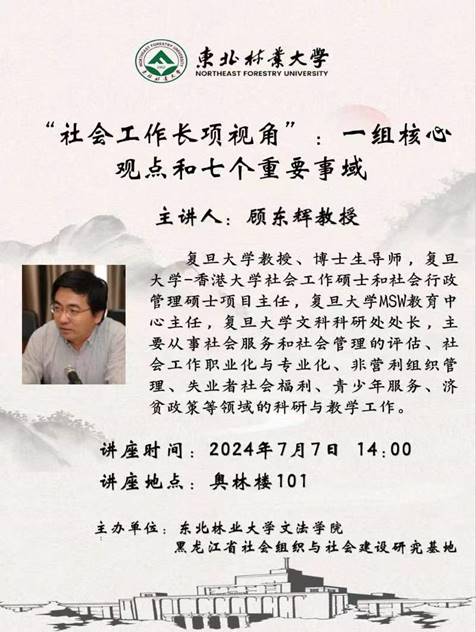 东北林业大学
NORTHEAST FORESTRY UNIVERSITY
“社会工作长项视角”：一组核心
观点和七个重要事域
主讲人：顾东辉教授
复旦大学教授、博士生导师，复旦
大学-香港大学社会工作硕士和社会行政
管理硕士项目主任，复旦大学MSW教育中
心主任，复旦大学文科科研处处长，主
要从事社会服务和社会管理的评估、社会
工作职业化与专业化、非营利组织管
理、失业者社会福利、青少年服务、济
贫政策等领域的科研与教学工作。
讲座时间：2024年7月7日 14:00
讲座地点：奥林楼101
主办单位：东北林业大学文法学院
黑龙江省社会组织与社会建设研究基地